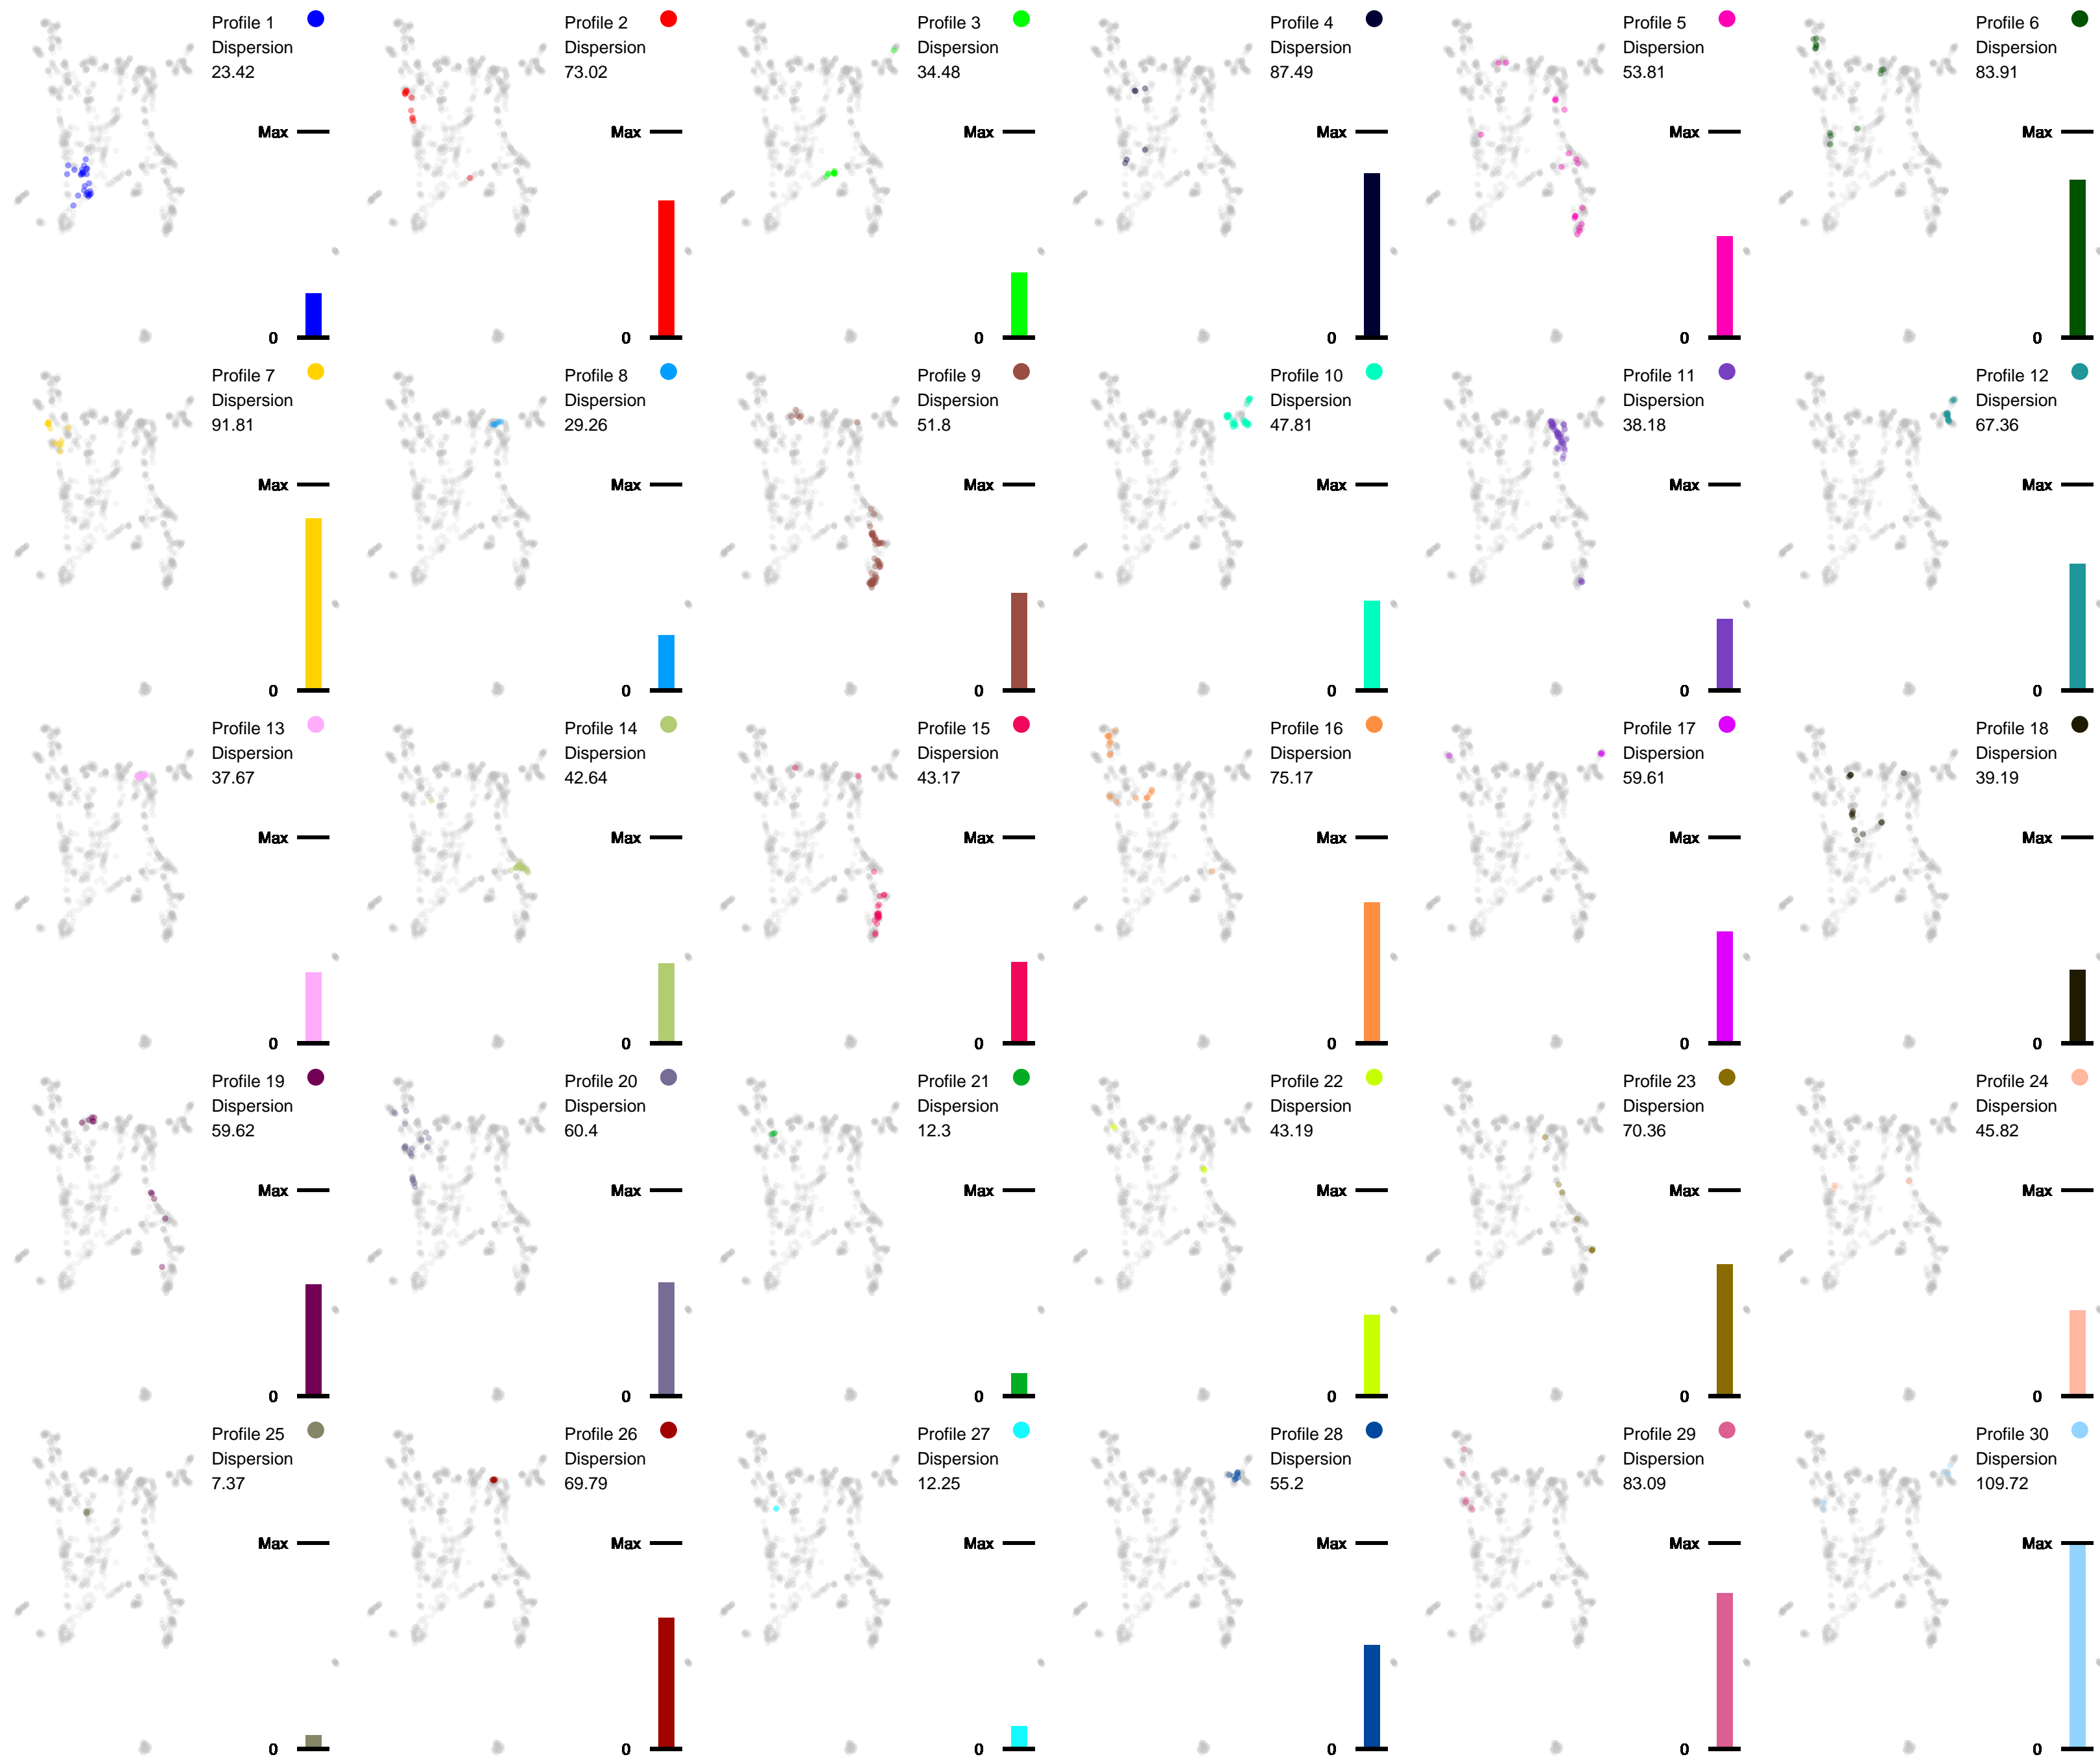 Profile 1
Dispersion
23.42
Max
0
Profile 2
Dispersion
73.02
Max
0
Profile 3
Dispersion
34.48
Max
0
Profile 4
Dispersion
87.49
Max
0
Profile 5
Dispersion
53.81
Max
0
Profile 6
Dispersion
83.91
Max
0
Profile 7
Dispersion
91.81
Max
0
Profile 8
Dispersion
29.26
Max
0
Profile 9
Dispersion
51.8
Max
0
Profile 10
Dispersion
47.81
Max
0
Profile 11
Dispersion
38.18
Max
0
Profile 12
Dispersion
67.36
Max
0
Profile 13
Dispersion
37.67
Max
0
Profile 14
Dispersion
42.64
Max
0
Profile 15
Dispersion
43.17
Max
0
Profile 16
Dispersion
75.17
Max
0
Profile 17
Dispersion
59.61
Max
0
Profile 18
Dispersion
39.19
Max
0
Profile 19
Dispersion
59.62
Max
0
Profile 20
Dispersion
60.4
Max
0
Profile 21
Dispersion
12.3
Max
0
Profile 22
Dispersion
43.19
Max
0
Profile 23
Dispersion
70.36
Max
0
Profile 24
Dispersion
45.82
Max
0
Profile 25
Dispersion
7.37
Max
0
Profile 26
Dispersion
69.79
Max
0
Profile 27
Dispersion
12.25
Max
0
Profile 28
Dispersion
55.2
Max
0
Profile 29
Dispersion
83.09
Max
0
Profile 30
Dispersion
109.72
Max
0